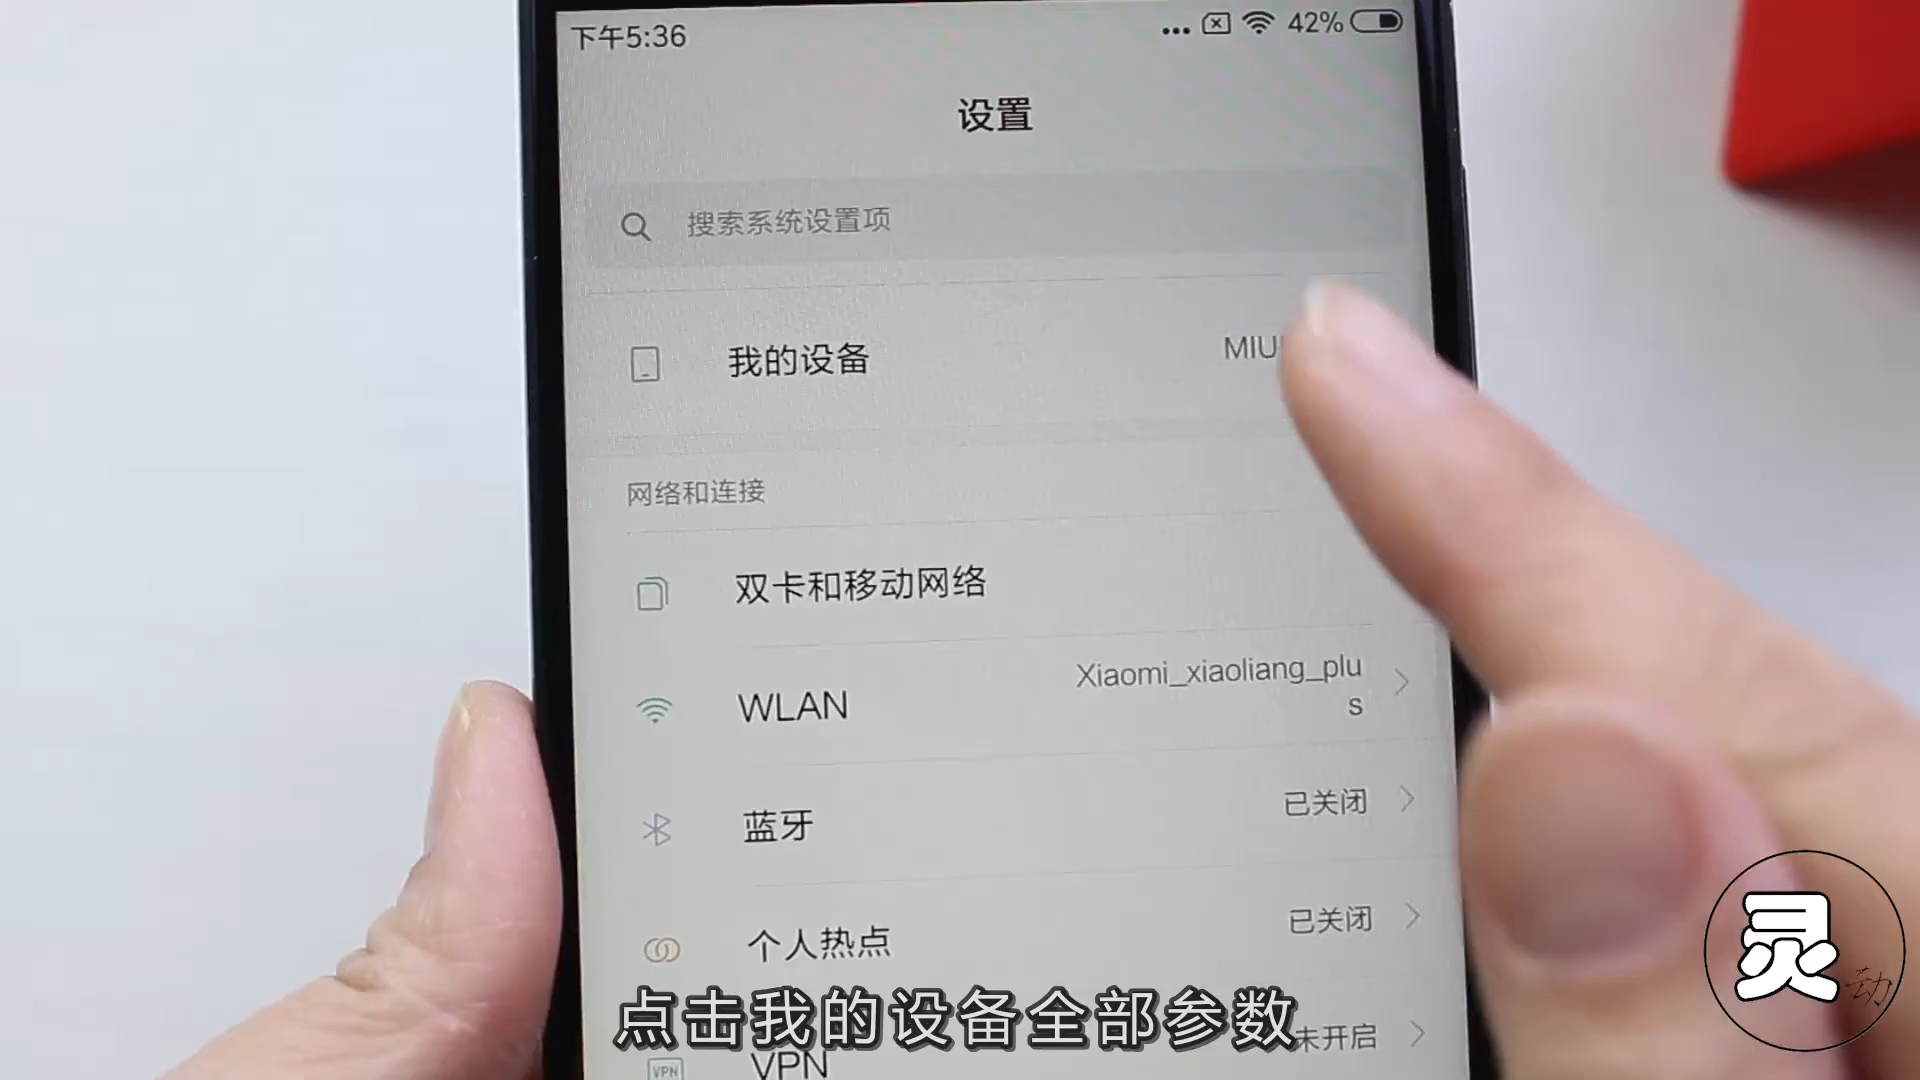 下午5:36
42%
设置
搜索系统设置项
我的设备
MIU
网络和连接
双卡和移动网络
WLAN
Xiaomi_xiaoliang_plu
s
蓝牙
已关闭
个人热点
已关闭
点击我的设备全部参数
VPN
VPN
未开启
灵
动